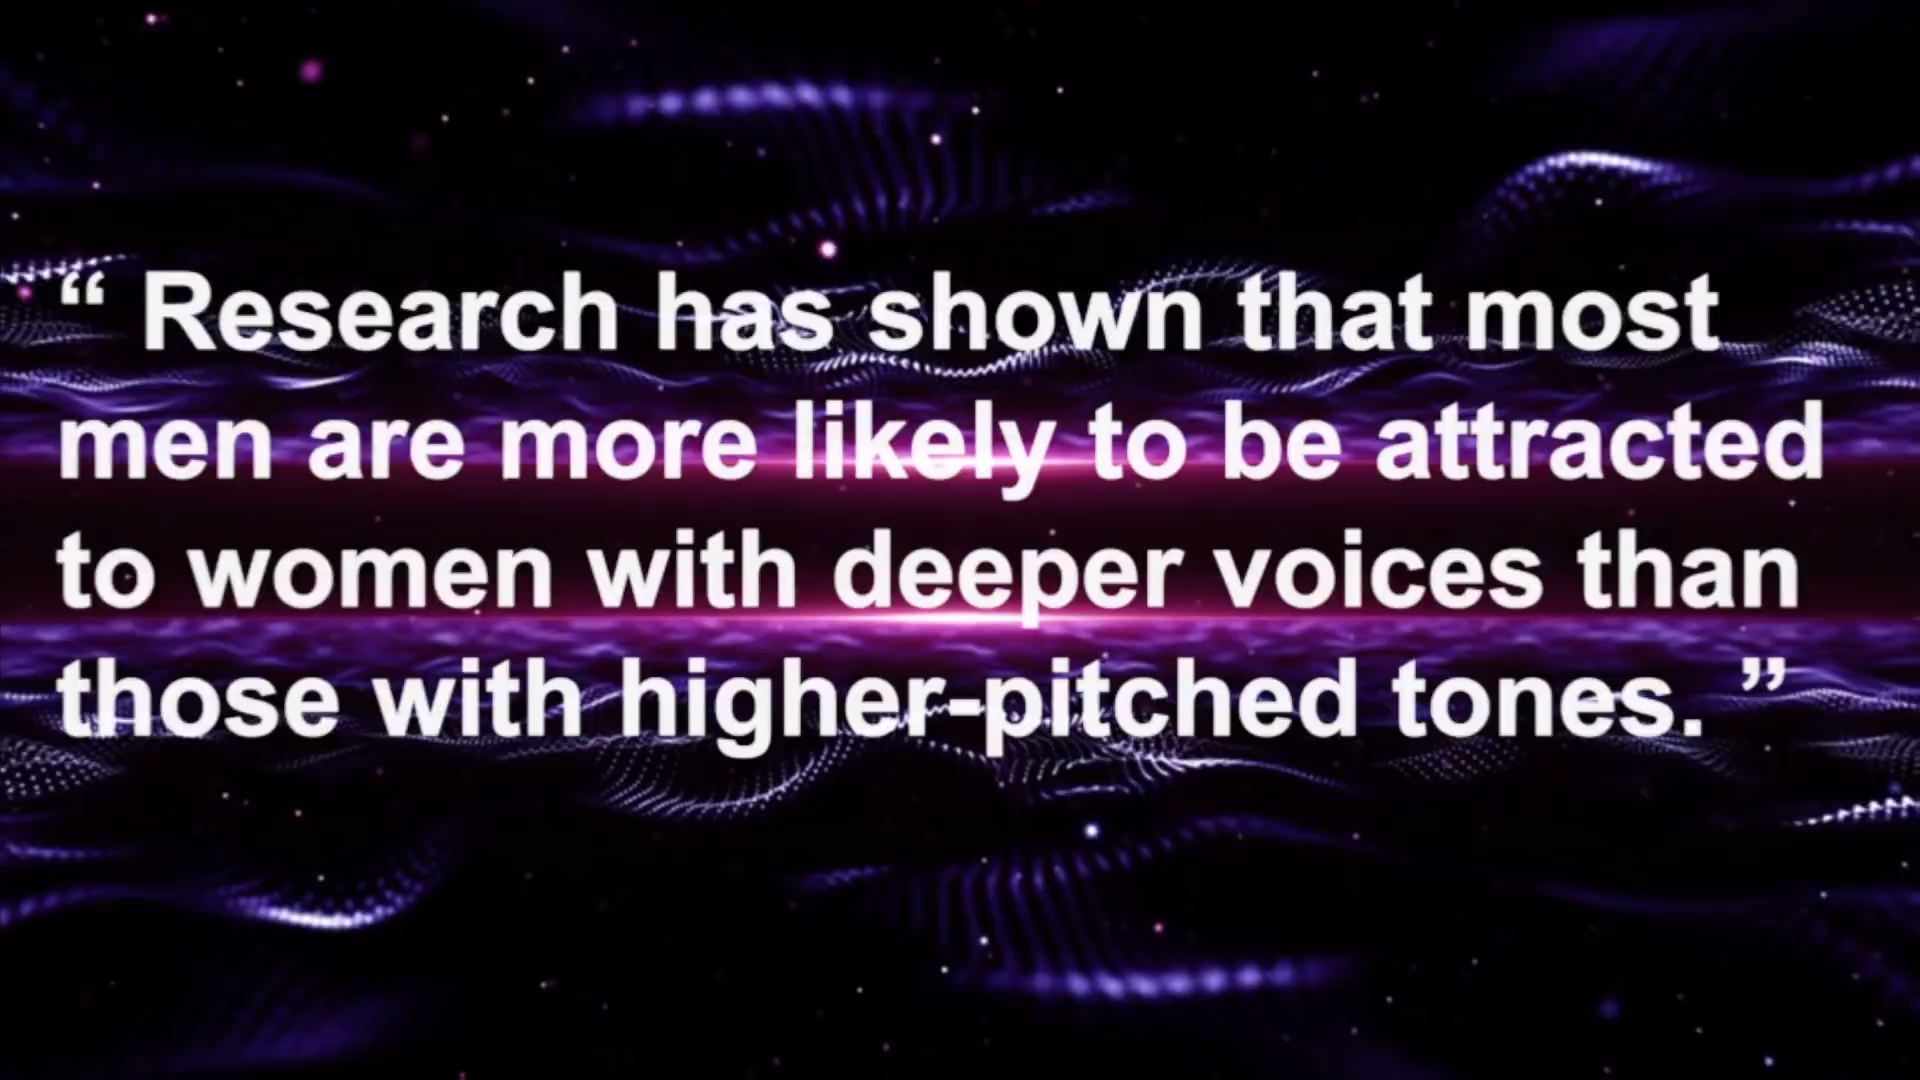 “ Research has shown that most
men are more likely to be attracted
to women with deeper voices than
those with higher-pitched tones. ”